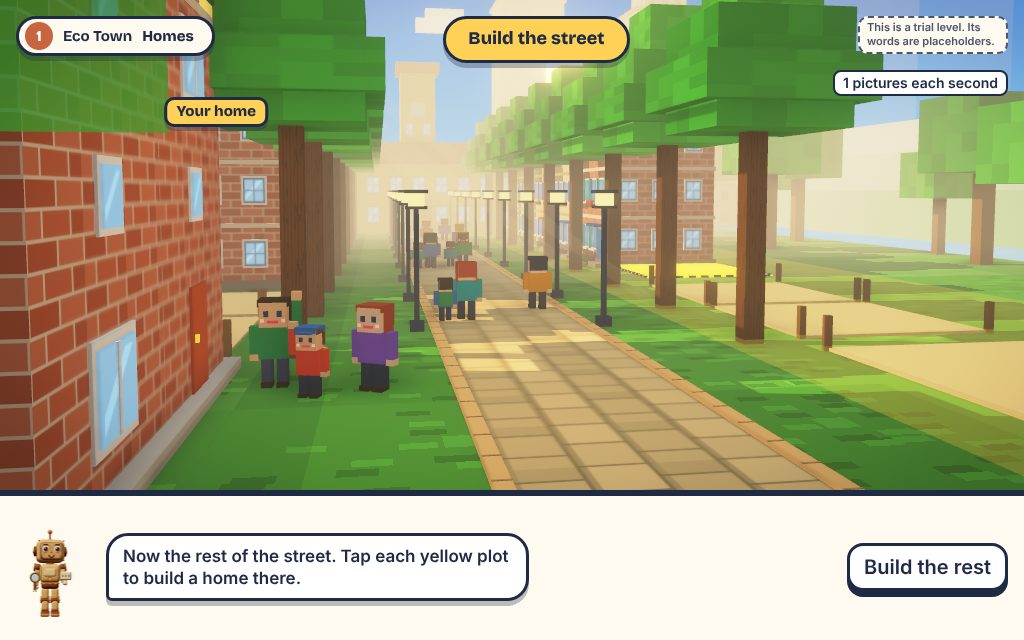 1 Eco Town Homes
Build the street
This is a trial level. Its
words are placeholders.
1 pictures each second
Your home
Now the rest of the street. Tap each yellow plot
to build a home there.
Build the rest